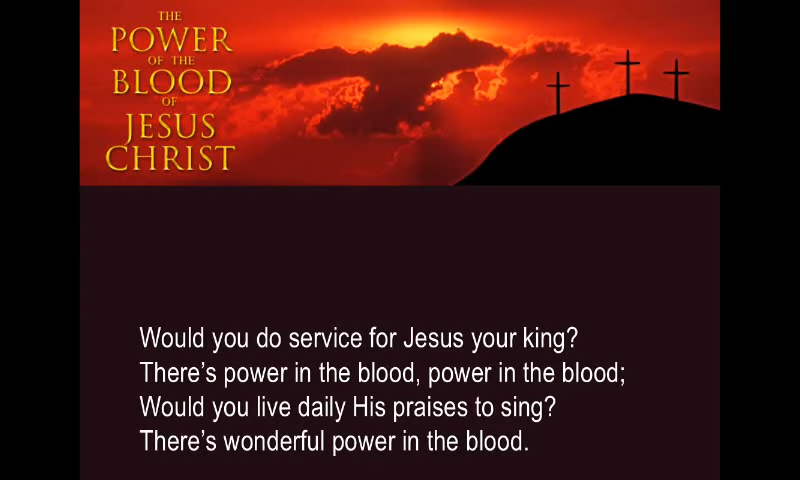 THE
POWER
OF THE
BLOOD
OF
JESUS
CHRIST
Would you do service for Jesus your king?
There’s power in the blood, power in the blood;
Would you live daily His praises to sing?
There’s wonderful power in the blood.